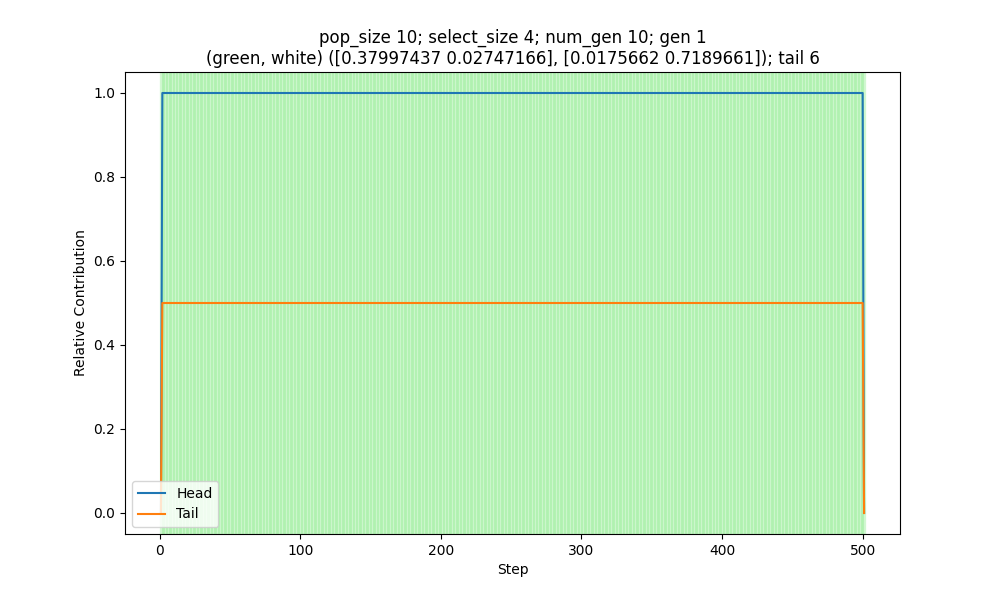 pop_size 10; select_size 4; num_gen 10; gen 1
(green, white) ([0.37997437 0.02747166], [0.0175662 0.7189661]); tail 6
1.0
0.8
0.6
0.4
0.2
0.0
Relative Contribution
Head
Tail
0 100 200 300 400 500
Step